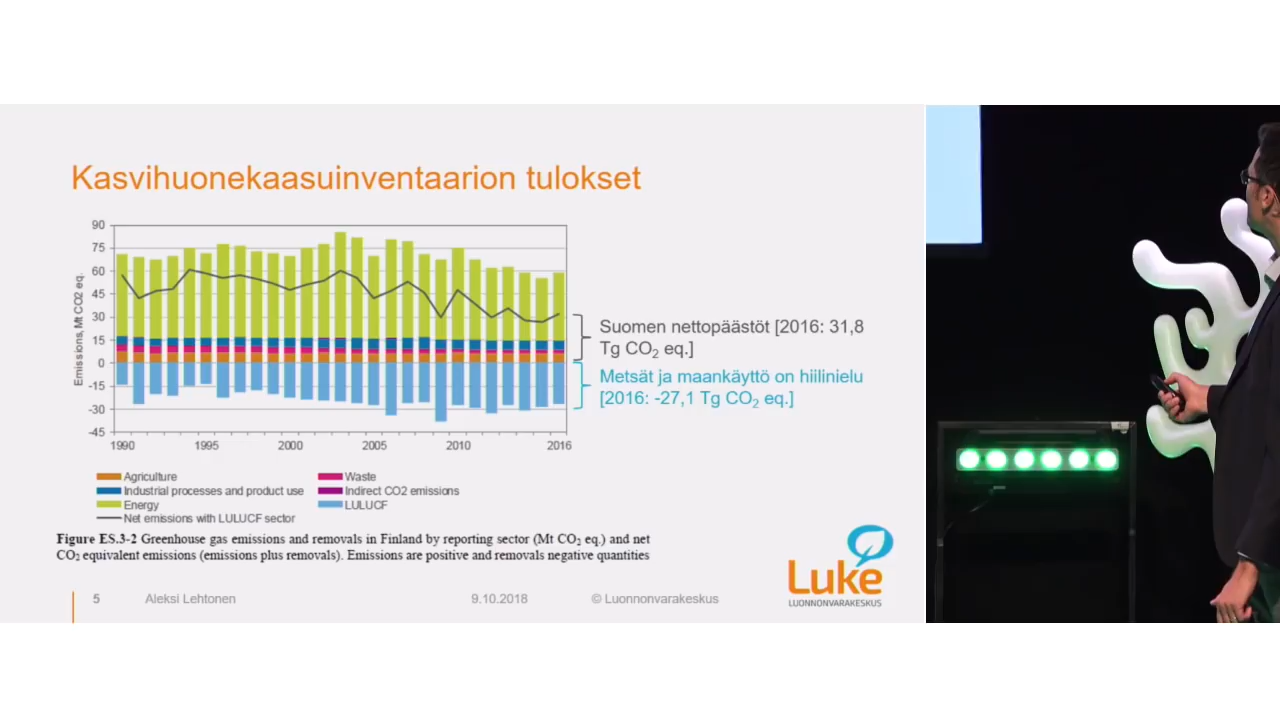 Kasvihuonekaasuinventaarion tulokset
Emissions, Mt CO2 eq.
90
75
60
45
30
15
0
-15
-30
-45
1990
1995
2000
2005
2010
2016
Suomen nettopäästöt [2016: 31,8
Tg CO₂ eq.]
Metsät ja maankäyttö on hiilinielu
[2016: -27,1 Tg CO₂ eq.]
Agriculture
Waste
Industrial processes and product use
Indirect CO2 emissions
Energy
LULUCF
Net emissions with LULUCF sector
Figure ES.3-2 Greenhouse gas emissions and removals in Finland by reporting sector (Mt CO₂ eq.) and net
CO₂ equivalent emissions (emissions plus removals). Emissions are positive and removals negative quantities
Luke
LUONNONVARAKESKUS
5 Aleksi Lehtonen 9.10.2018 © Luonnonvarakeskus